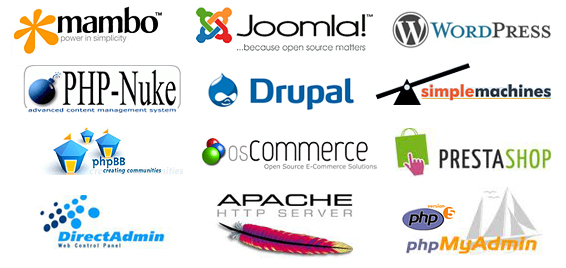 mambo™
power in simplicity
Joomla!™
...because open source matters
WORDPRESS
PHP-Nuke
advanced content management system
Drupal
simplemachines
phpBB
creating communities
osCommerce
Open Source E-Commerce Solutions
PRESTASHOP
DirectAdmin
Web Control Panel
APACHE
HTTP SERVER
version 5
php
phpMyAdmin